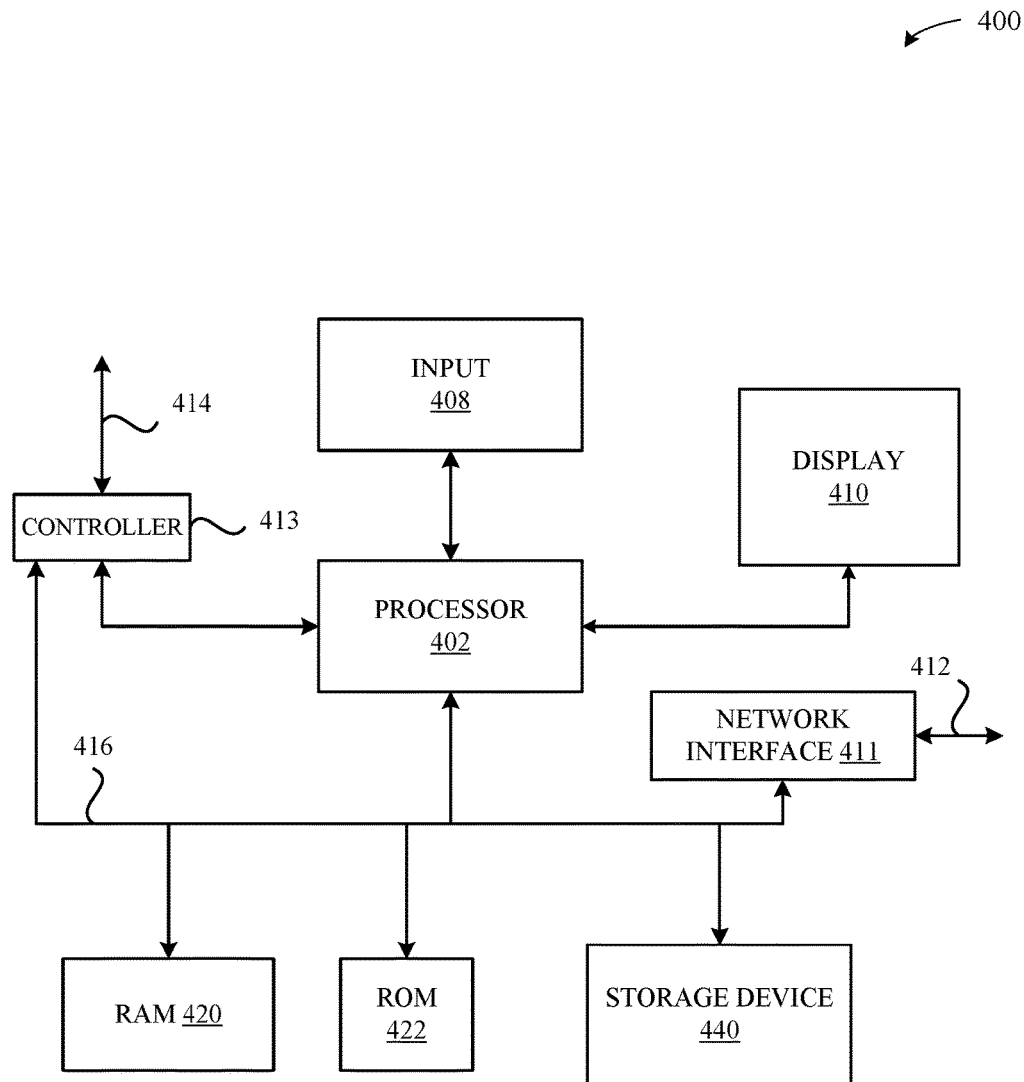 400
INPUT
408
414
DISPLAY
410
CONTROLLER
413
PROCESSOR
402
412
NETWORK
INTERFACE 411
416
RAM 420
ROM
422
STORAGE DEVICE
440